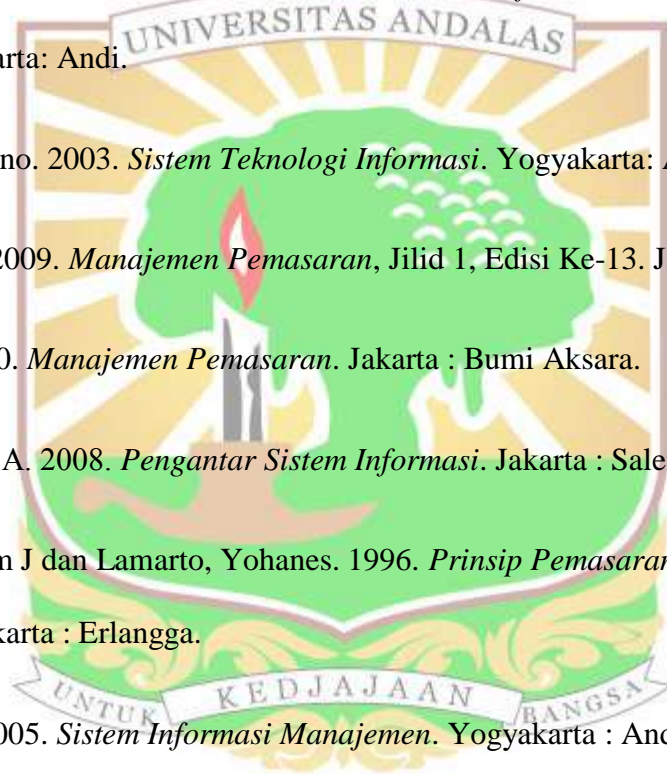 UNIVERSITAS ANDALAS
arta: Andi.
no. 2003. Sistem Teknologi Informasi. Yogyakarta: A
2009. Manajemen Pemasaran, Jilid 1, Edisi Ke-13. J
0. Manajemen Pemasaran. Jakarta : Bumi Aksara.
A. 2008. Pengantar Sistem Informasi. Jakarta : Sale
m J dan Lamarto, Yohanes. 1996. Prinsip Pemasaran
karta : Erlangga.
UNTUK KEDJAJAAN BANGSA
005. Sistem Informasi Manajemen. Yogyakarta : And